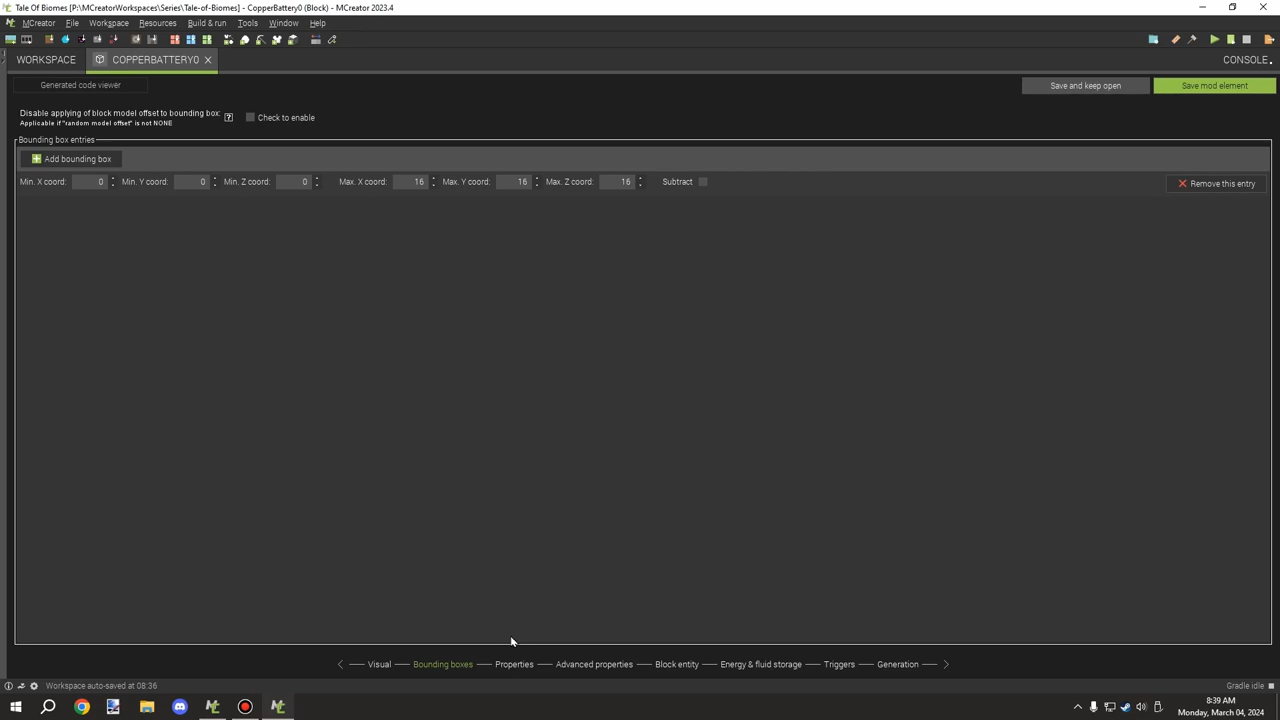 Tale Of Biomes [P:\MCreatorWorkspaces\Series\Tale-of-Biomes] - CopperBattery0 (Block) - MCreator 2023.4
MCreator File Workspace Resources Build & run Tools Window Help
WORKSPACE COPPERBATTERY0 CONSOLE
Generated code viewer Save and keep open Save mod element
Disable applying of block model offset to bounding box: ? Check to enable
Applicable if "random model offset" is not NONE
Bounding box entries
Add bounding box
Min. X coord: 0 Min. Y coord: 0 Min. Z coord: 0 Max. X coord: 16 Max. Y coord: 16 Max. Z coord: 16 Subtract Remove this entry
Visual Bounding boxes Properties Advanced properties Block entity Energy & fluid storage Triggers Generation
Workspace auto-saved at 08:36 Gradle idle
8:39 AM
Monday, March 04, 2024